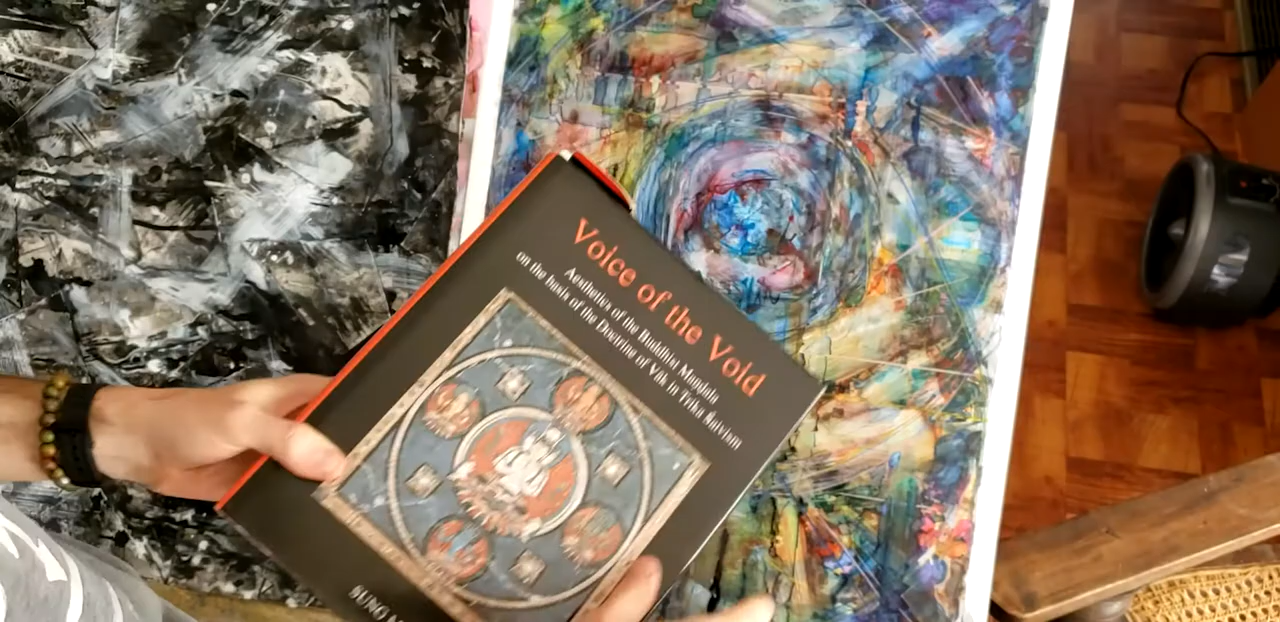 Voice of the Void
Aesthetics of the Buddhist Maṇḍala
on the basis of the Doctrine of Vāk in Trika Śaivism
SUNG